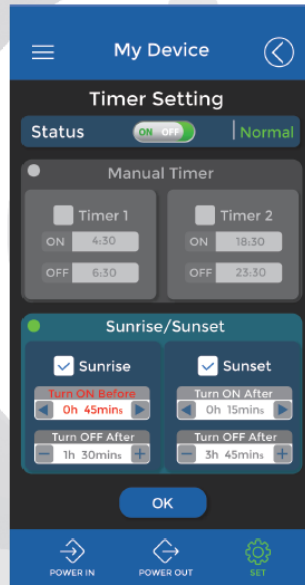 My Device
Timer Setting
Status ON OFF Normal
Manual Timer
Timer 1 Timer 2
ON 4:30 ON 18:30
OFF 6:30 OFF 23:30
Sunrise/Sunset
Sunrise Sunset
Turn ON Before Turn ON After
0h 45mins 0h 15mins
Turn OFF After Turn OFF After
1h 30mins 3h 45mins
OK
POWER IN POWER OUT SET